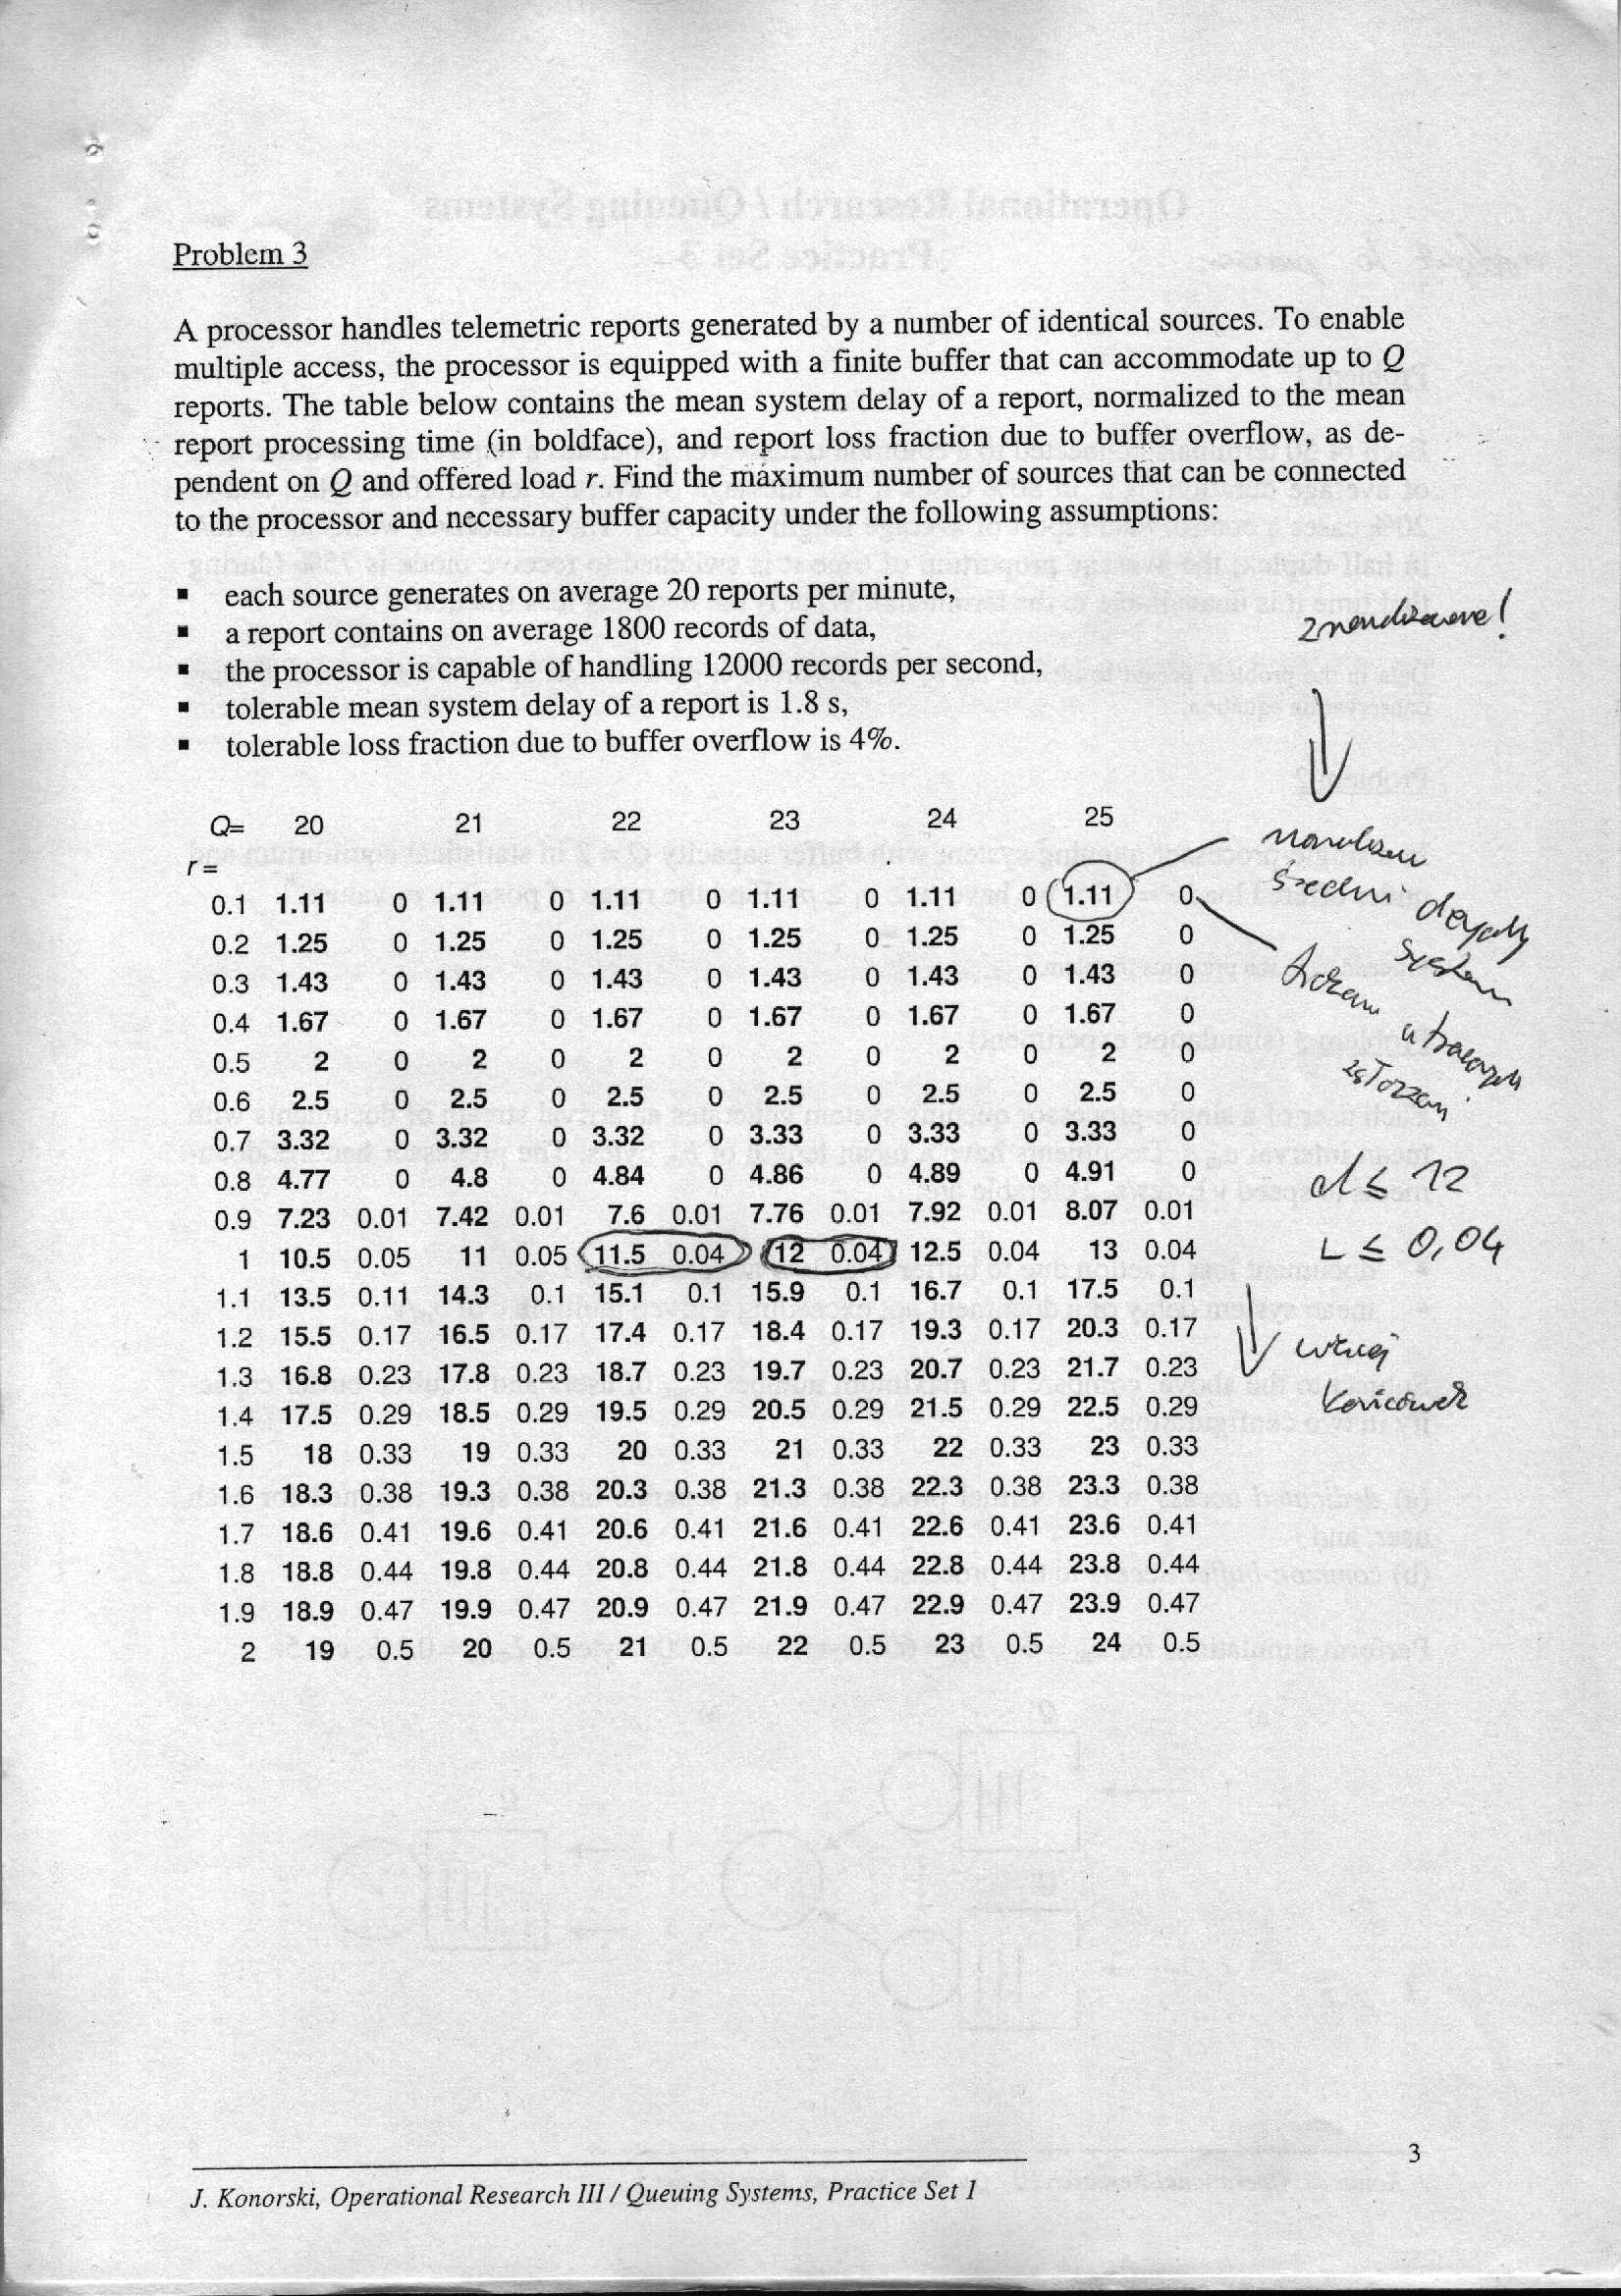 Problem 3
A processor handles telemetric reports generated by a number of identical sources. To enable
multiple access, the processor is equipped with a finite buffer that can accommodate up to Q
reports. The table below contains the mean system delay of a report, normalized to the mean
report processing time (in boldface), and report loss fraction due to buffer overflow, as de-
pendent on Q and offered load r. Find the maximum number of sources that can be connected
to the processor and necessary buffer capacity under the following assumptions:
▪ each source generates on average 20 reports per minute,
▪ a report contains on average 1800 records of data,
▪ the processor is capable of handling 12000 records per second,
▪ tolerable mean system delay of a report is 1.8 s,
▪ tolerable loss fraction due to buffer overflow is 4%.
Q= 20 21 22 23 24 25
r =
0.1 1.11 0 1.11 0 1.11 0 1.11 0 1.11 0 1.11 0
0.2 1.25 0 1.25 0 1.25 0 1.25 0 1.25 0 1.25 0
0.3 1.43 0 1.43 0 1.43 0 1.43 0 1.43 0 1.43 0
0.4 1.67 0 1.67 0 1.67 0 1.67 0 1.67 0 1.67 0
0.5 2 0 2 0 2 0 2 0 2 0 2 0
0.6 2.5 0 2.5 0 2.5 0 2.5 0 2.5 0 2.5 0
0.7 3.32 0 3.32 0 3.32 0 3.33 0 3.33 0 3.33 0
0.8 4.77 0 4.8 0 4.84 0 4.86 0 4.89 0 4.91 0
0.9 7.23 0.01 7.42 0.01 7.6 0.01 7.76 0.01 7.92 0.01 8.07 0.01
1 10.5 0.05 11 0.05 11.5 0.04 12 0.04 12.5 0.04 13 0.04
1.1 13.5 0.11 14.3 0.1 15.1 0.1 15.9 0.1 16.7 0.1 17.5 0.1
1.2 15.5 0.17 16.5 0.17 17.4 0.17 18.4 0.17 19.3 0.17 20.3 0.17
1.3 16.8 0.23 17.8 0.23 18.7 0.23 19.7 0.23 20.7 0.23 21.7 0.23
1.4 17.5 0.29 18.5 0.29 19.5 0.29 20.5 0.29 21.5 0.29 22.5 0.29
1.5 18 0.33 19 0.33 20 0.33 21 0.33 22 0.33 23 0.33
1.6 18.3 0.38 19.3 0.38 20.3 0.38 21.3 0.38 22.3 0.38 23.3 0.38
1.7 18.6 0.41 19.6 0.41 20.6 0.41 21.6 0.41 22.6 0.41 23.6 0.41
1.8 18.8 0.44 19.8 0.44 20.8 0.44 21.8 0.44 22.8 0.44 23.8 0.44
1.9 18.9 0.47 19.9 0.47 20.9 0.47 21.9 0.47 22.9 0.47 23.9 0.47
2 19 0.5 20 0.5 21 0.5 22 0.5 23 0.5 24 0.5
średni
system
d ≤ 12
L ≤ 0,04
więcej
końcówek
3
J. Konorski, Operational Research III / Queuing Systems, Practice Set 1